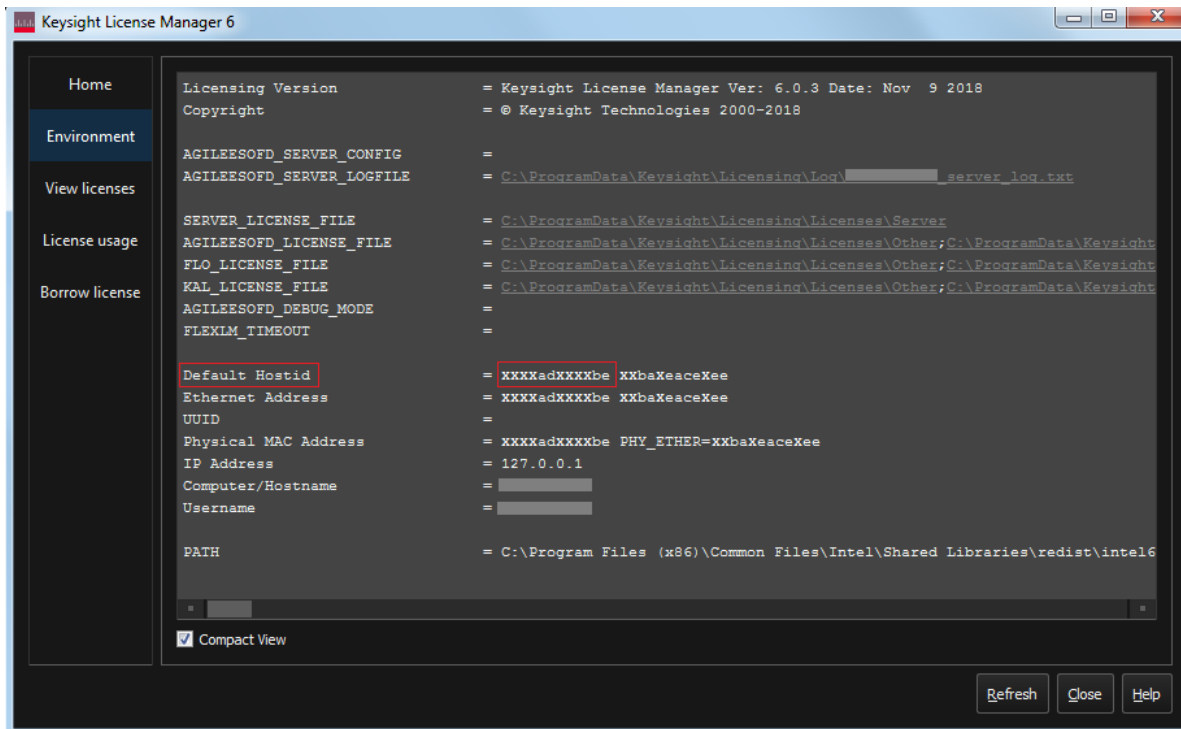 Keysight License Manager 6
Home
Environment
View licenses
License usage
Borrow license
Licensing Version = Keysight License Manager Ver: 6.0.3 Date: Nov  9 2018
Copyright = © Keysight Technologies 2000-2018
AGILEESOFD_SERVER_CONFIG =
AGILEESOFD_SERVER_LOGFILE = C:\ProgramData\Keysight\Licensing\Log\ _server_log.txt
SERVER_LICENSE_FILE = C:\ProgramData\Keysight\Licensing\Licenses\Server
AGILEESOFD_LICENSE_FILE = C:\ProgramData\Keysight\Licensing\Licenses\Other;C:\ProgramData\Keysight
FLO_LICENSE_FILE = C:\ProgramData\Keysight\Licensing\Licenses\Other;C:\ProgramData\Keysight
KAL_LICENSE_FILE = C:\ProgramData\Keysight\Licensing\Licenses\Other;C:\ProgramData\Keysight
AGILEESOFD_DEBUG_MODE =
FLEXLM_TIMEOUT =
Default Hostid = XXXXadXXXXbe XXbaXeaceXee
Ethernet Address = XXXXadXXXXbe XXbaXeaceXee
UUID =
Physical MAC Address = XXXXadXXXXbe PHY_ETHER=XXbaXeaceXee
IP Address = 127.0.0.1
Computer/Hostname =
Username =
PATH = C:\Program Files (x86)\Common Files\Intel\Shared Libraries\redist\intel6
Compact View
Refresh
Close
Help